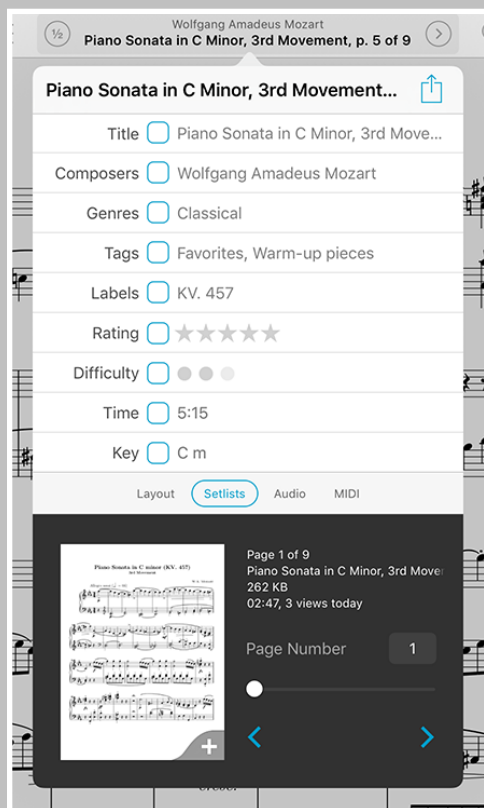 ½
Wolfgang Amadeus Mozart
Piano Sonata in C Minor, 3rd Movement, p. 5 of 9
Piano Sonata in C Minor, 3rd Movement...
Title Piano Sonata in C Minor, 3rd Move...
Composers Wolfgang Amadeus Mozart
Genres Classical
Tags Favorites, Warm-up pieces
Labels KV. 457
Rating ★★★★★
Difficulty
Time 5:15
Key C m
Layout Setlists Audio MIDI
Page 1 of 9
Piano Sonata in C Minor, 3rd Mover
262 KB
02:47, 3 views today
Page Number 1
Piano Sonata in C minor (KV. 457)
3rd Movement